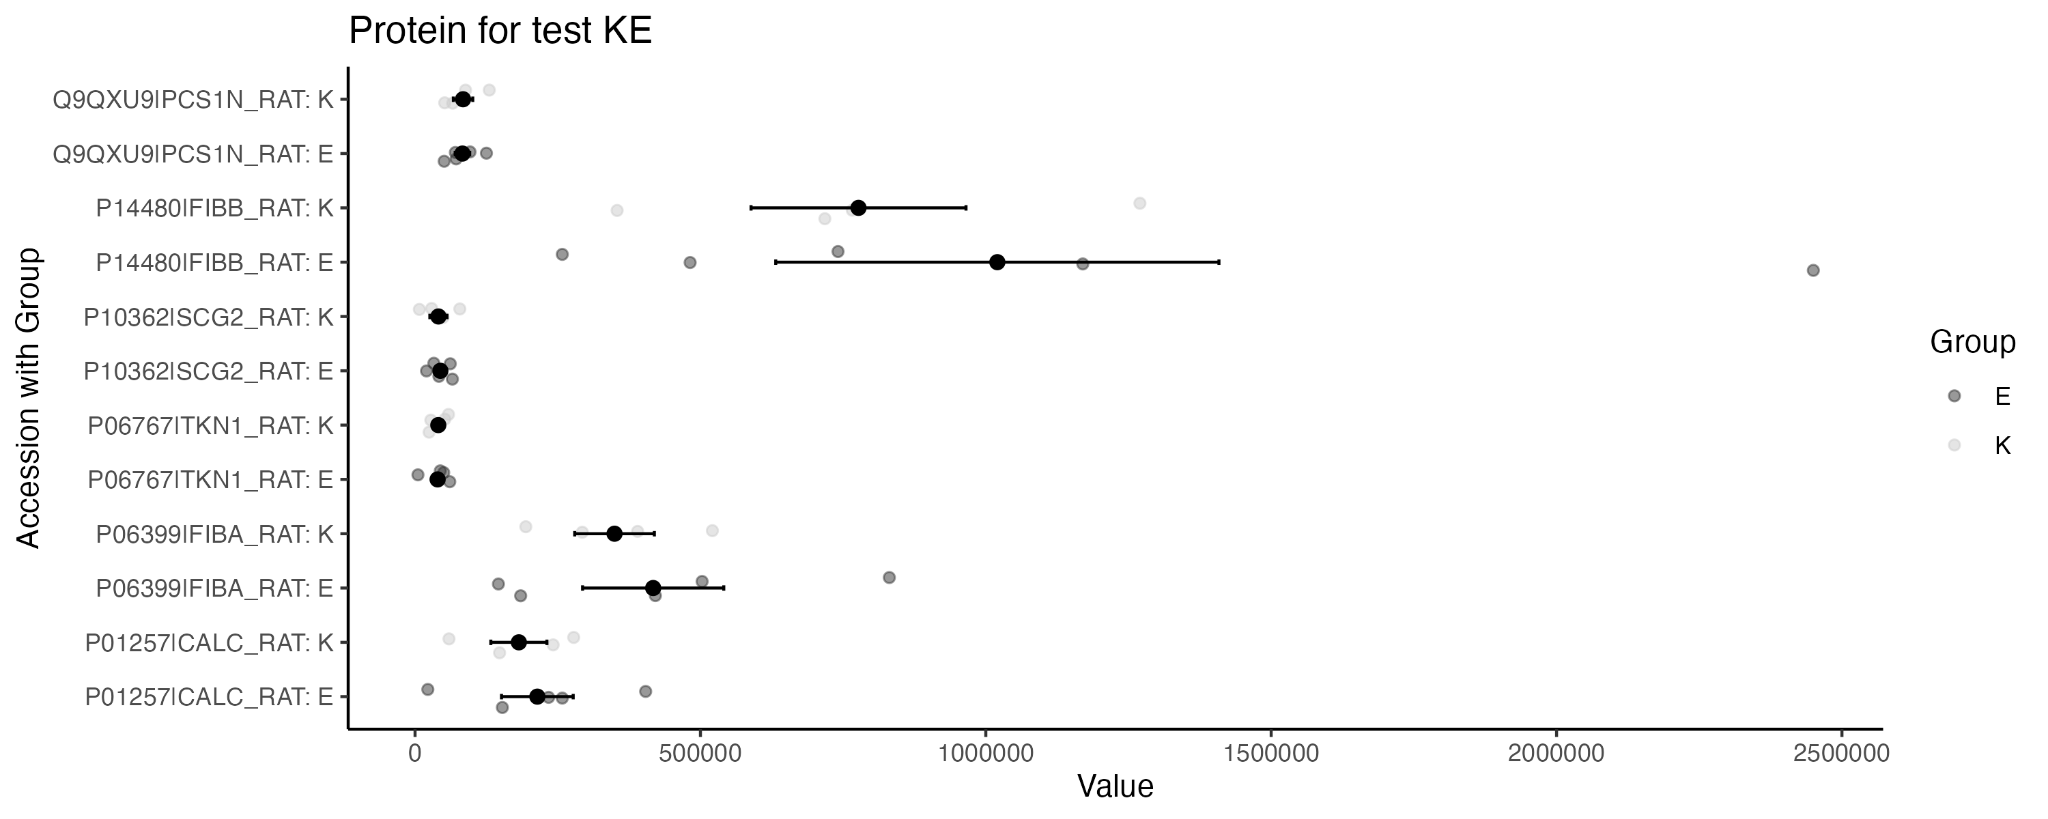 Protein for test KE
Accession with Group
Q9QXU9|PCS1N_RAT: K
Q9QXU9|PCS1N_RAT: E
P14480|FIBB_RAT: K
P14480|FIBB_RAT: E
P10362|SCG2_RAT: K
P10362|SCG2_RAT: E
P06767|TKN1_RAT: K
P06767|TKN1_RAT: E
P06399|FIBA_RAT: K
P06399|FIBA_RAT: E
P01257|CALC_RAT: K
P01257|CALC_RAT: E
0 500000 1000000 1500000 2000000 2500000
Value
Group
E
K